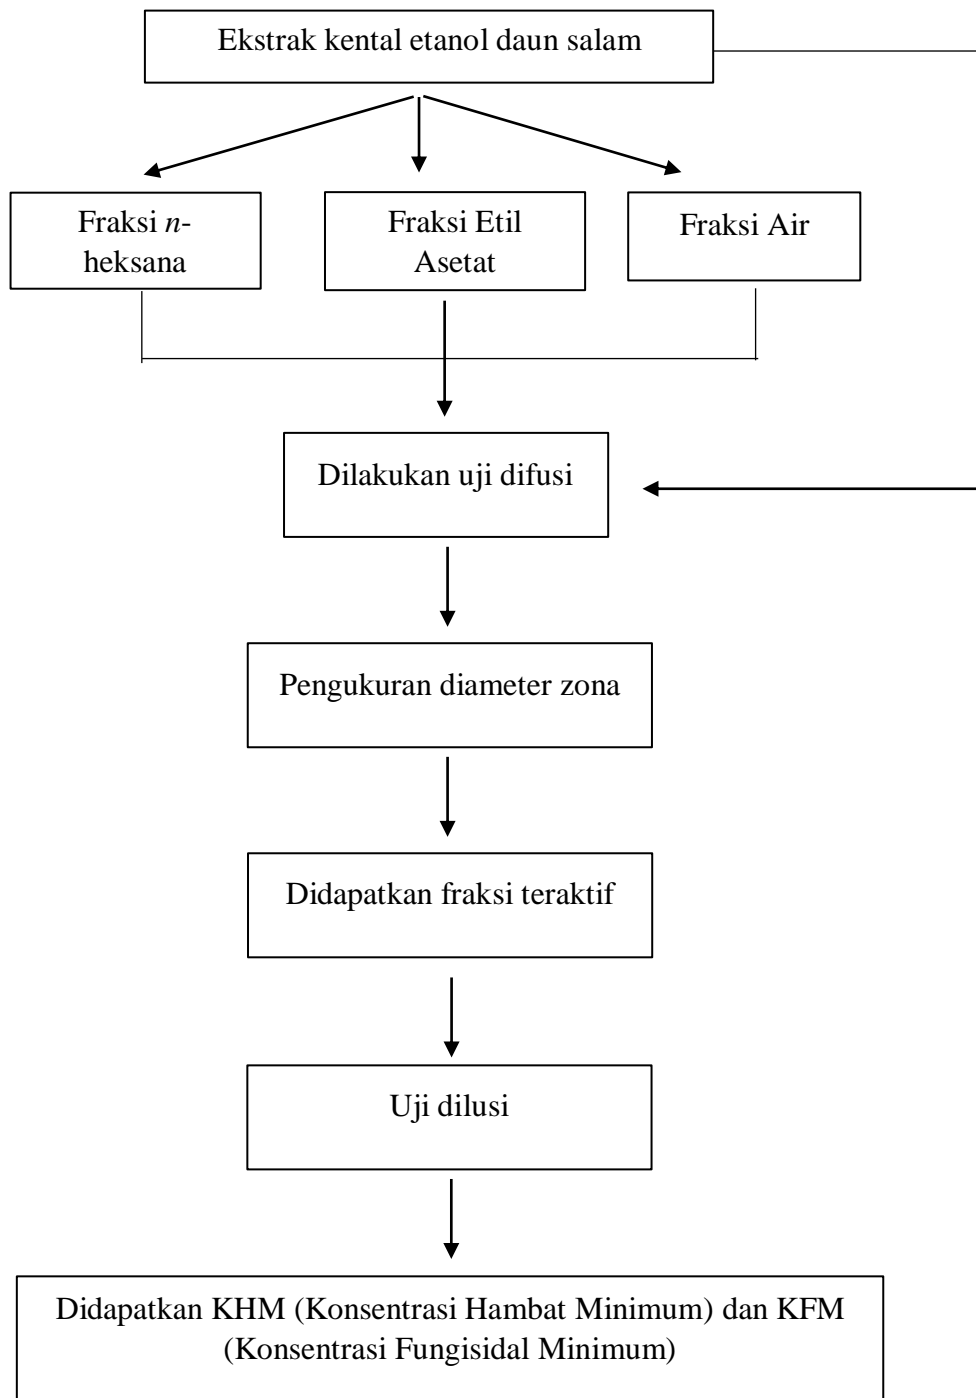 Ekstrak kental etanol daun salam
Fraksi n-
heksana
Fraksi Etil
Asetat
Fraksi Air
Dilakukan uji difusi
Pengukuran diameter zona
Didapatkan fraksi teraktif
Uji dilusi
Didapatkan KHM (Konsentrasi Hambat Minimum) dan KFM
(Konsentrasi Fungisidal Minimum)